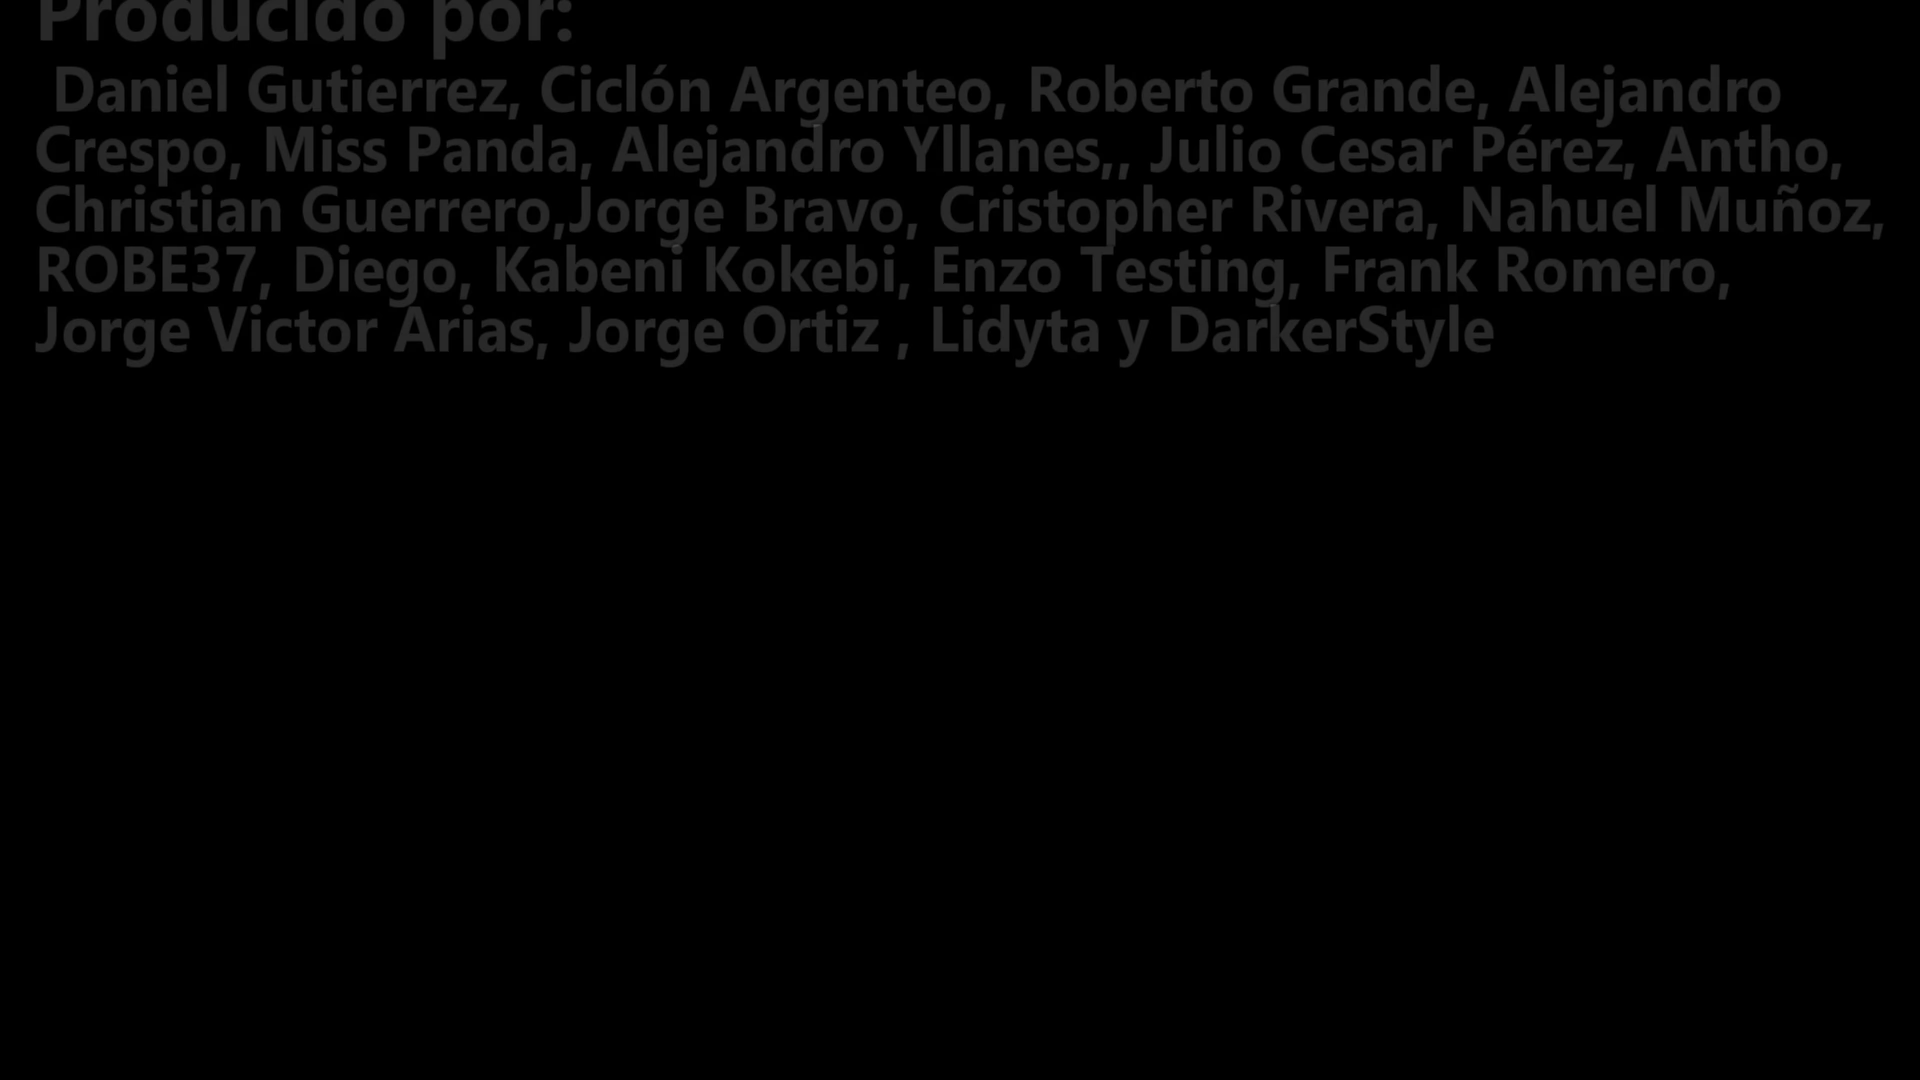 Producido por:
Daniel Gutierrez, Ciclón Argenteo, Roberto Grande, Alejandro
Crespo, Miss Panda, Alejandro Yllanes,, Julio Cesar Pérez, Antho,
Christian Guerrero,Jorge Bravo, Cristopher Rivera, Nahuel Muñoz,
ROBE37, Diego, Kabeni Kokebi, Enzo Testing, Frank Romero,
Jorge Victor Arias, Jorge Ortiz , Lidyta y DarkerStyle